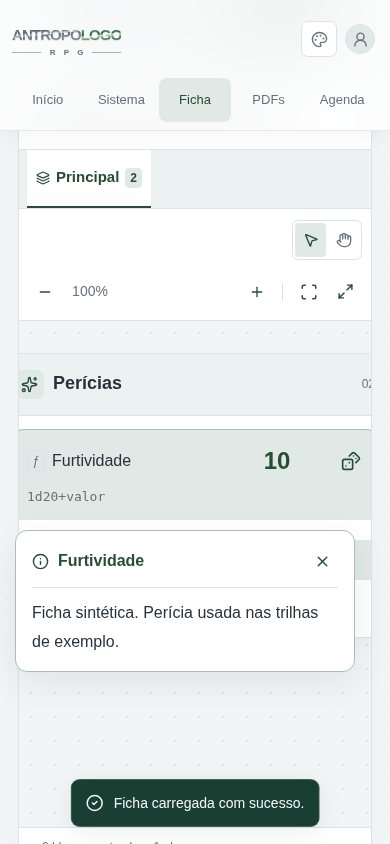 ANTROPOLOGO
RPG
Início Sistema Ficha PDFs Agenda
Principal 2
100%
Perícias
ƒ Furtividade 10
1d20+valor
Furtividade
Ficha sintética. Perícia usada nas trilhas
de exemplo.
Ficha carregada com sucesso.